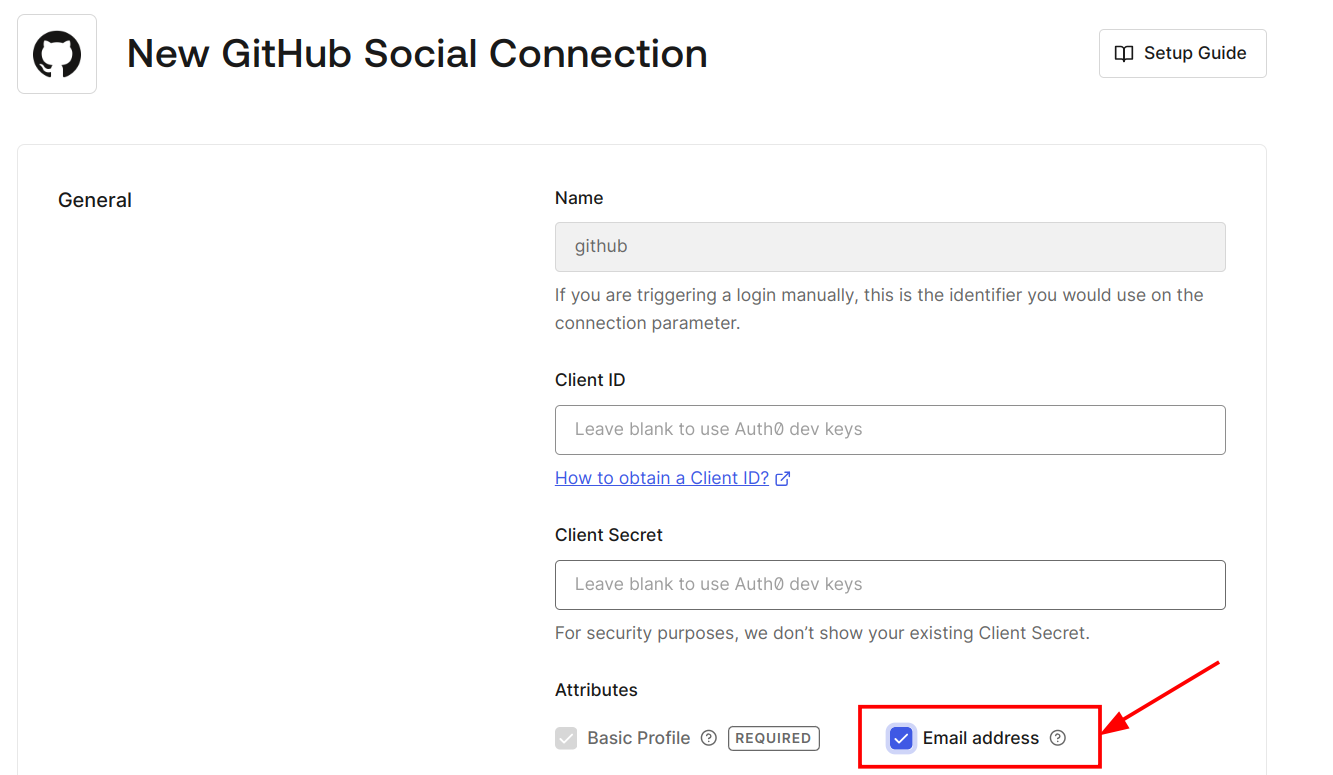 New GitHub Social Connection
Setup Guide
General
Name
github
If you are triggering a login manually, this is the identifier you would use on the
connection parameter.
Client ID
Leave blank to use Auth0 dev keys
How to obtain a Client ID?
Client Secret
Leave blank to use Auth0 dev keys
For security purposes, we don’t show your existing Client Secret.
Attributes
Basic Profile REQUIRED Email address